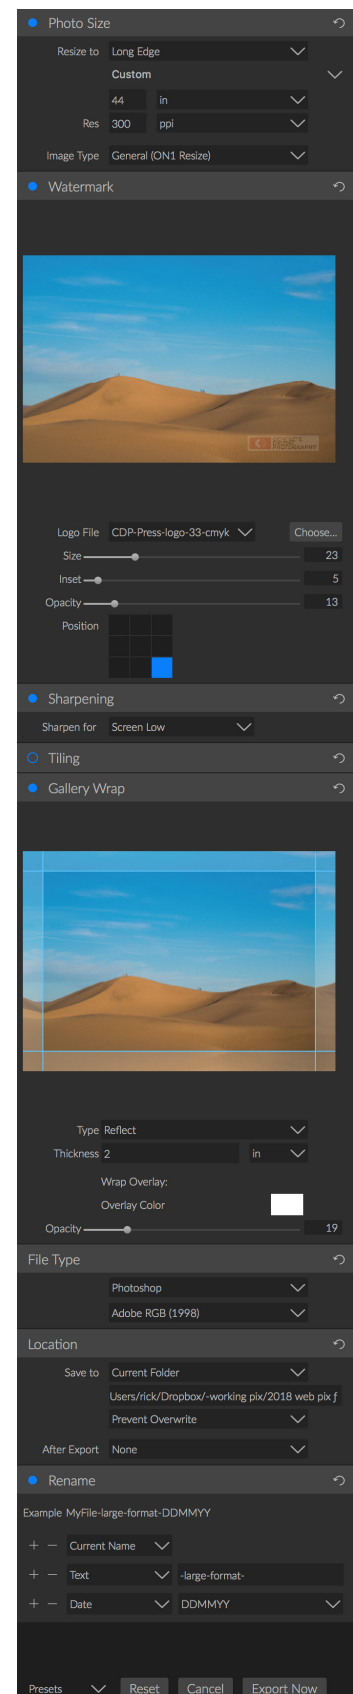 Photo Size
Resize to Long Edge
Custom
44 in
Res 300 ppi
Image Type General (ON1 Resize)
Watermark
PHOTOGRAPHY
Logo File CDP-Press-logo-33-cmyk Choose...
Size 23
Inset 5
Opacity 13
Position
Sharpening
Sharpen for Screen Low
Tiling
Gallery Wrap
Type Reflect
Thickness 2 in
Wrap Overlay:
Overlay Color
Opacity 19
File Type
Photoshop
Adobe RGB (1998)
Location
Save to Current Folder
Users/rick/Dropbox/-working pix/2018 web pix f
Prevent Overwrite
After Export None
Rename
Example MyFile-large-format-DDMMYY
+ − Current Name
+ − Text -large-format-
+ − Date DDMMYY
Presets Reset Cancel Export Now